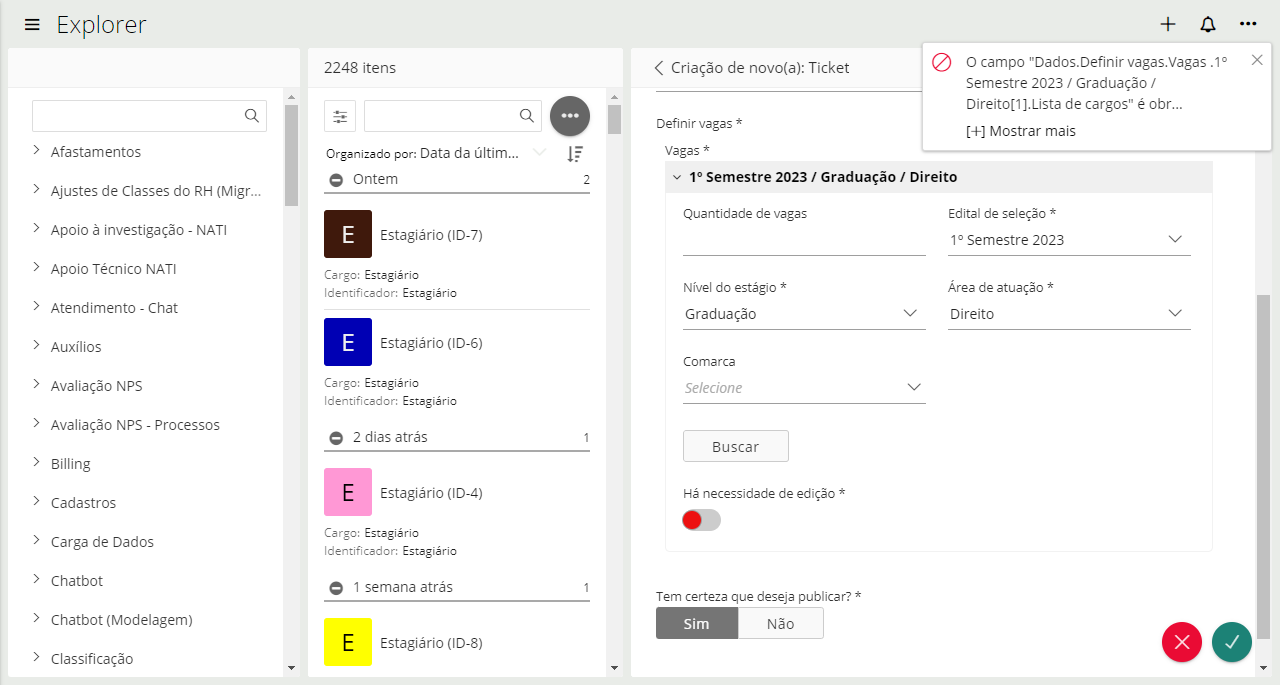 Explorer
2248 itens
Criação de novo(a): Ticket
O campo "Dados.Definir vagas.Vagas .1º
Semestre 2023 / Graduação /
Direito[1].Lista de cargos" é obr...
[+] Mostrar mais
Afastamentos
Ajustes de Classes do RH (Migr...
Apoio à investigação - NATI
Apoio Técnico NATI
Atendimento - Chat
Auxílios
Avaliação NPS
Avaliação NPS - Processos
Billing
Cadastros
Carga de Dados
Chatbot
Chatbot (Modelagem)
Classificação
Organizado por: Data da últim...
Ontem 2
E Estagiário (ID-7)
Cargo: Estagiário
Identificador: Estagiário
E Estagiário (ID-6)
Cargo: Estagiário
Identificador: Estagiário
2 dias atrás 1
E Estagiário (ID-4)
Cargo: Estagiário
Identificador: Estagiário
1 semana atrás 1
E Estagiário (ID-8)
Definir vagas *
Vagas *
1º Semestre 2023 / Graduação / Direito
Quantidade de vagas Edital de seleção *
1º Semestre 2023
Nível do estágio * Área de atuação *
Graduação Direito
Comarca
Selecione
Buscar
Há necessidade de edição *
Tem certeza que deseja publicar? *
Sim Não